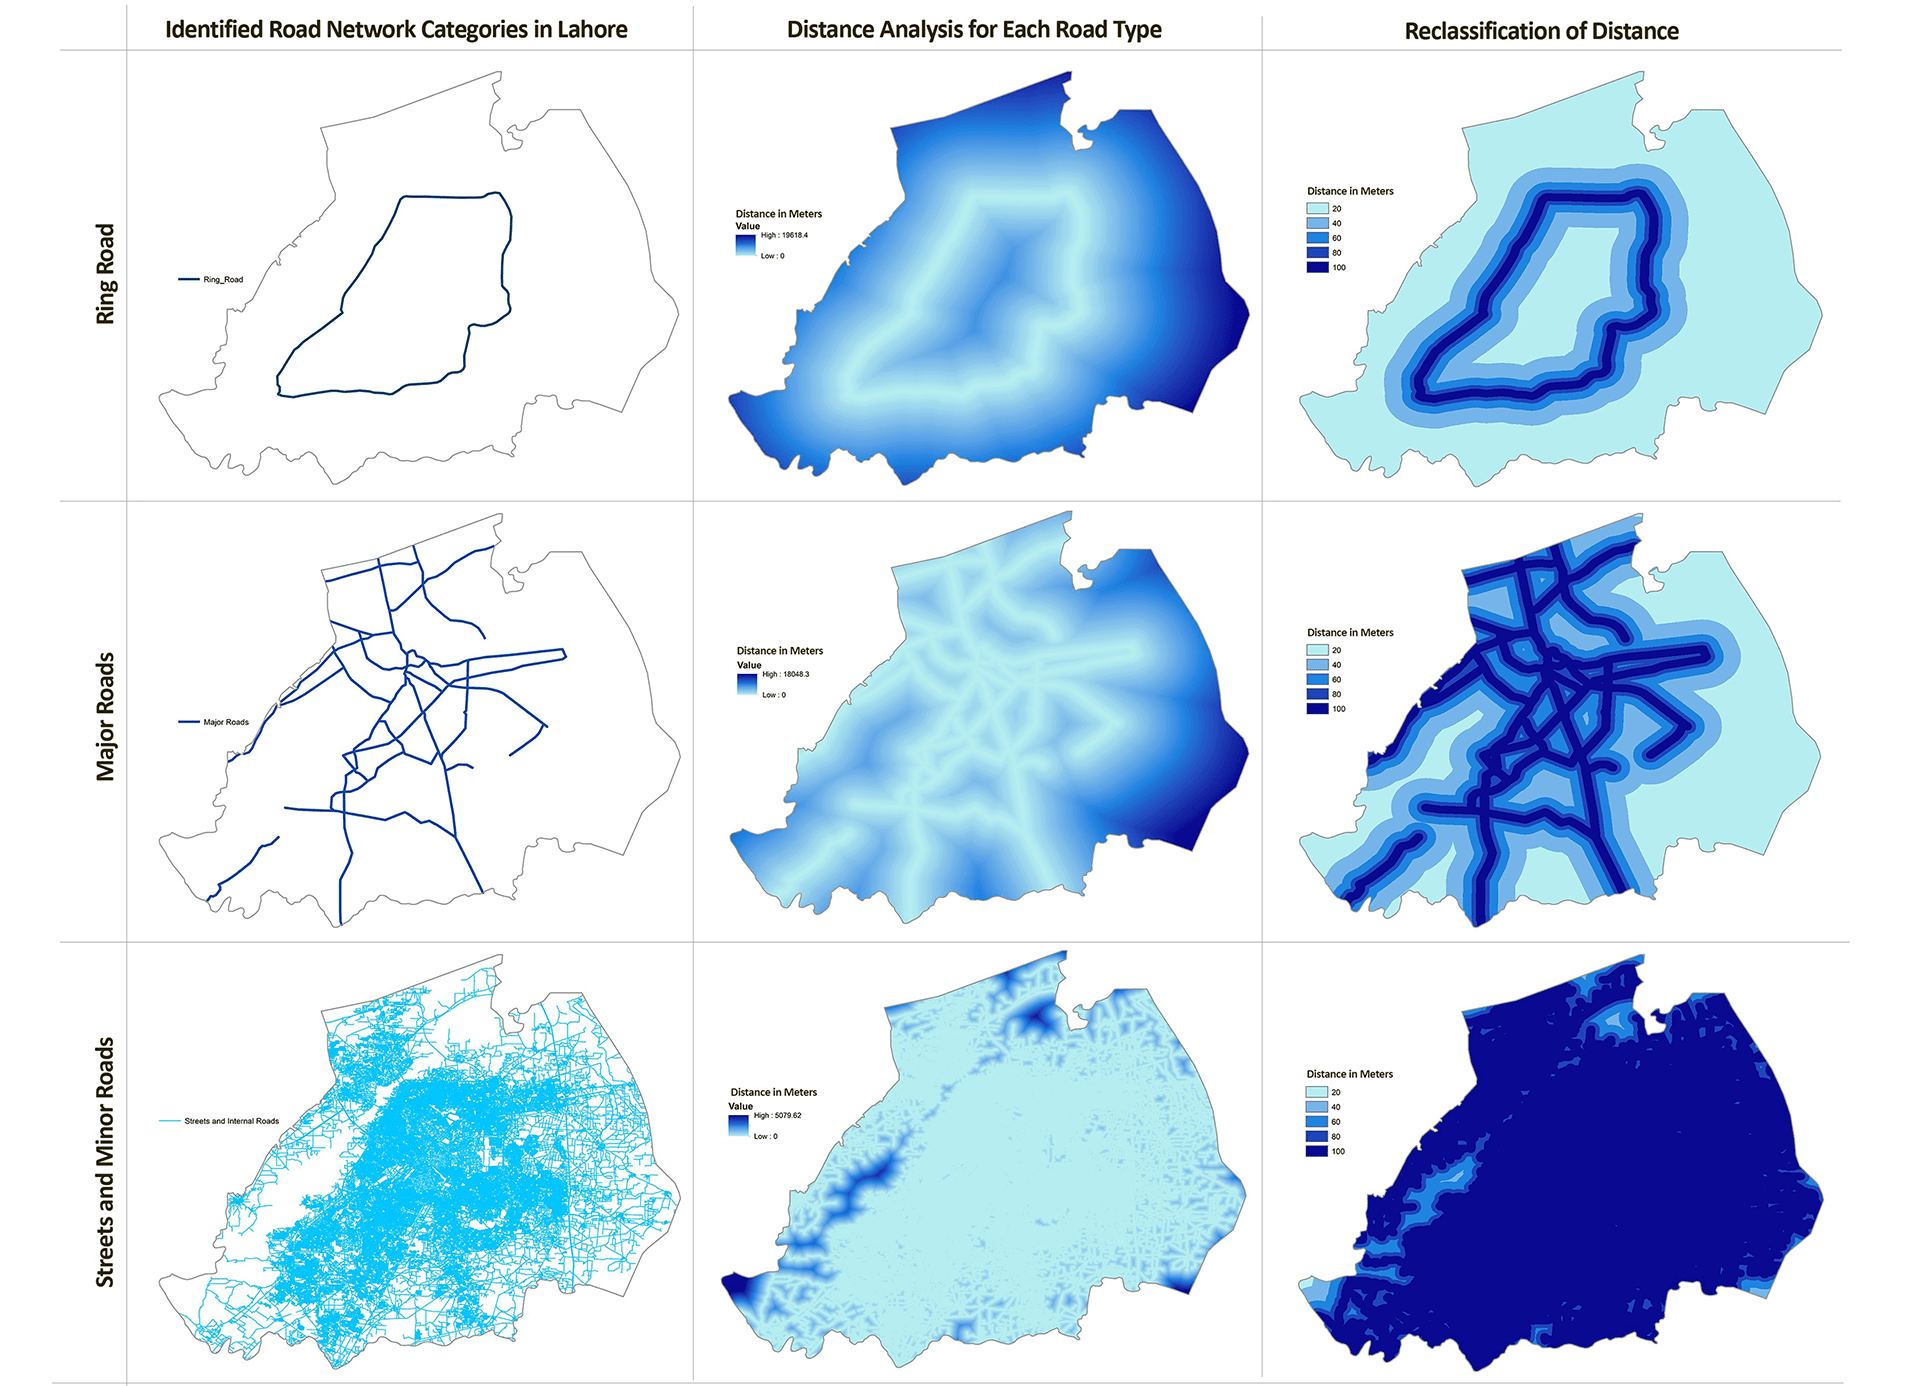 Identified Road Network Categories in Lahore
Distance Analysis for Each Road Type
Reclassification of Distance
Ring Road
Ring_Road
Distance in Meters
Value
High : 19618.4
Low : 0
Distance in Meters
20
40
60
80
100
Major Roads
Major Roads
Distance in Meters
Value
High : 18048.3
Low : 0
Distance in Meters
20
40
60
80
100
Streets and Minor Roads
Streets and Internal Roads
Distance in Meters
Value
High : 5079.62
Low : 0
Distance in Meters
20
40
60
80
100